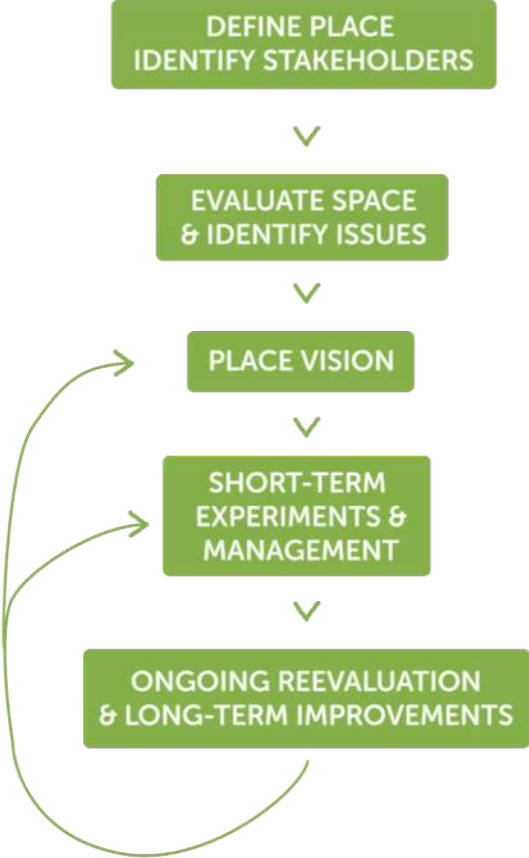 DEFINE PLACE
IDENTIFY STAKEHOLDERS
EVALUATE SPACE
& IDENTIFY ISSUES
PLACE VISION
SHORT-TERM
EXPERIMENTS &
MANAGEMENT
ONGOING REEVALUATION
& LONG-TERM IMPROVEMENTS